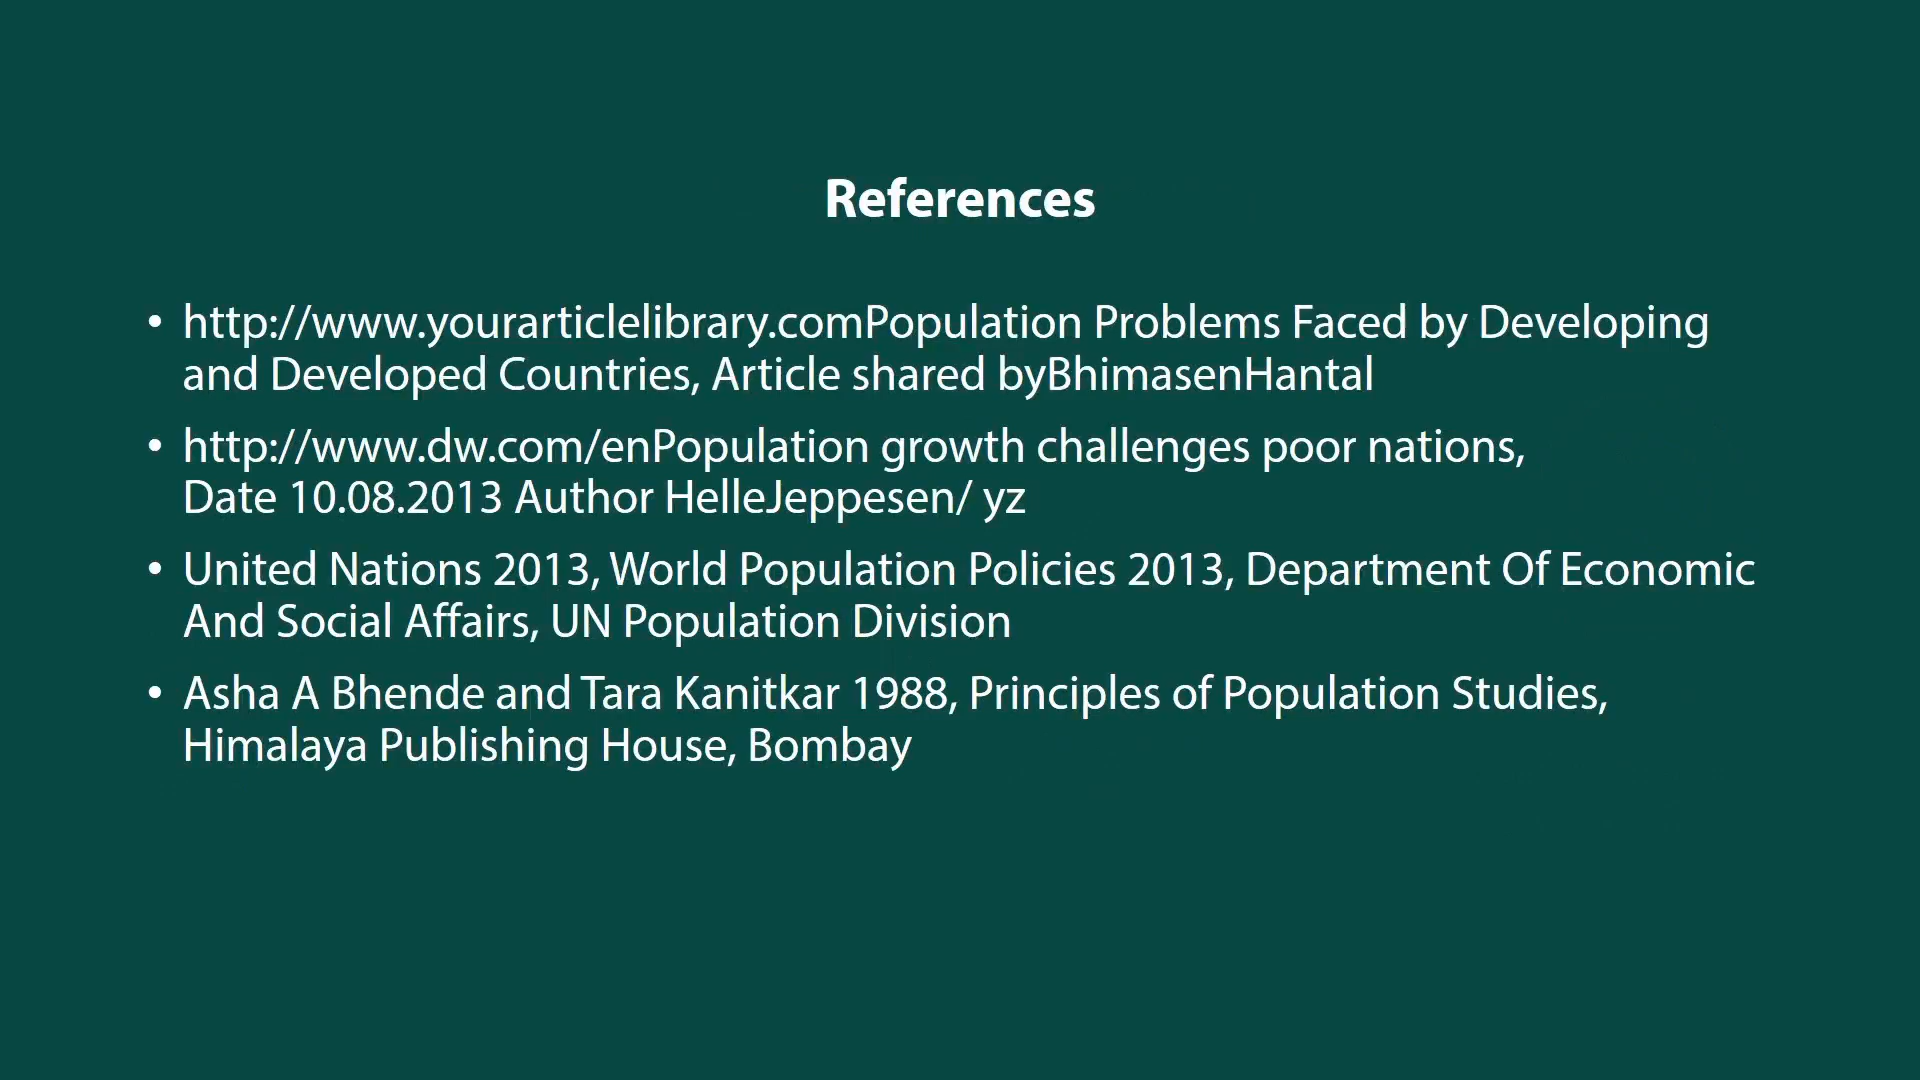 References
• http://www.yourarticlelibrary.comPopulation Problems Faced by Developing
and Developed Countries, Article shared byBhimasenHantal
• http://www.dw.com/enPopulation growth challenges poor nations,
Date 10.08.2013 Author HelleJeppesen/ yz
• United Nations 2013, World Population Policies 2013, Department Of Economic
And Social Affairs, UN Population Division
• Asha A Bhende and Tara Kanitkar 1988, Principles of Population Studies,
Himalaya Publishing House, Bombay